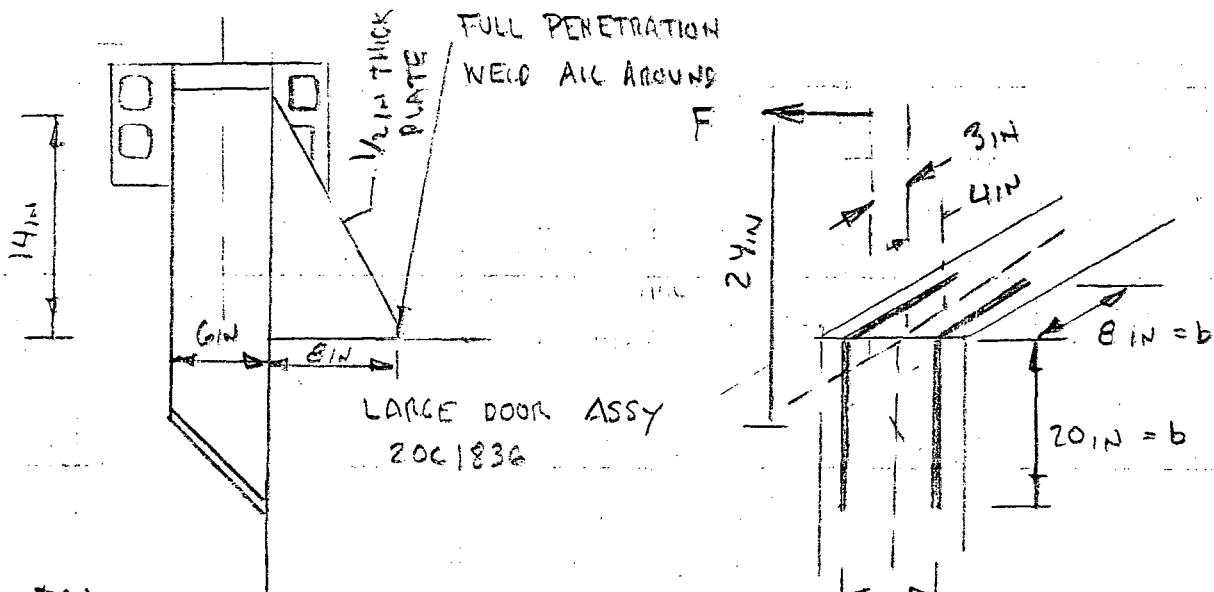 FULL PENETRATION
WELD ALL AROUND
1/2 IN THICK
PLATE
14 IN
6 IN
8 IN
LARGE DOOR ASSY
F
3 IN
4 IN
24 IN
8 IN = b
20 IN = b